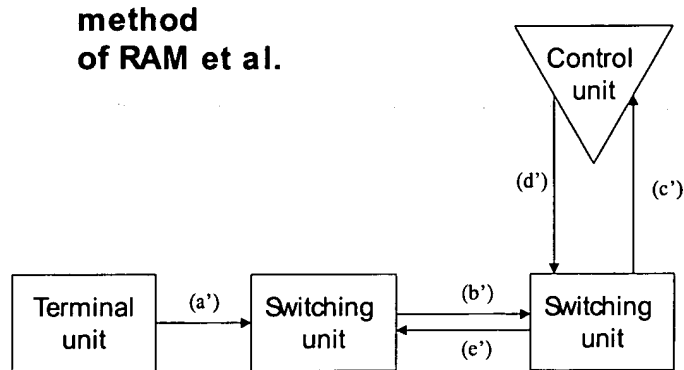 method
of RAM et al.
Control
unit
(d')
(c')
Terminal
unit
(a')
Switching
unit
(b')
(e')
Switching
unit